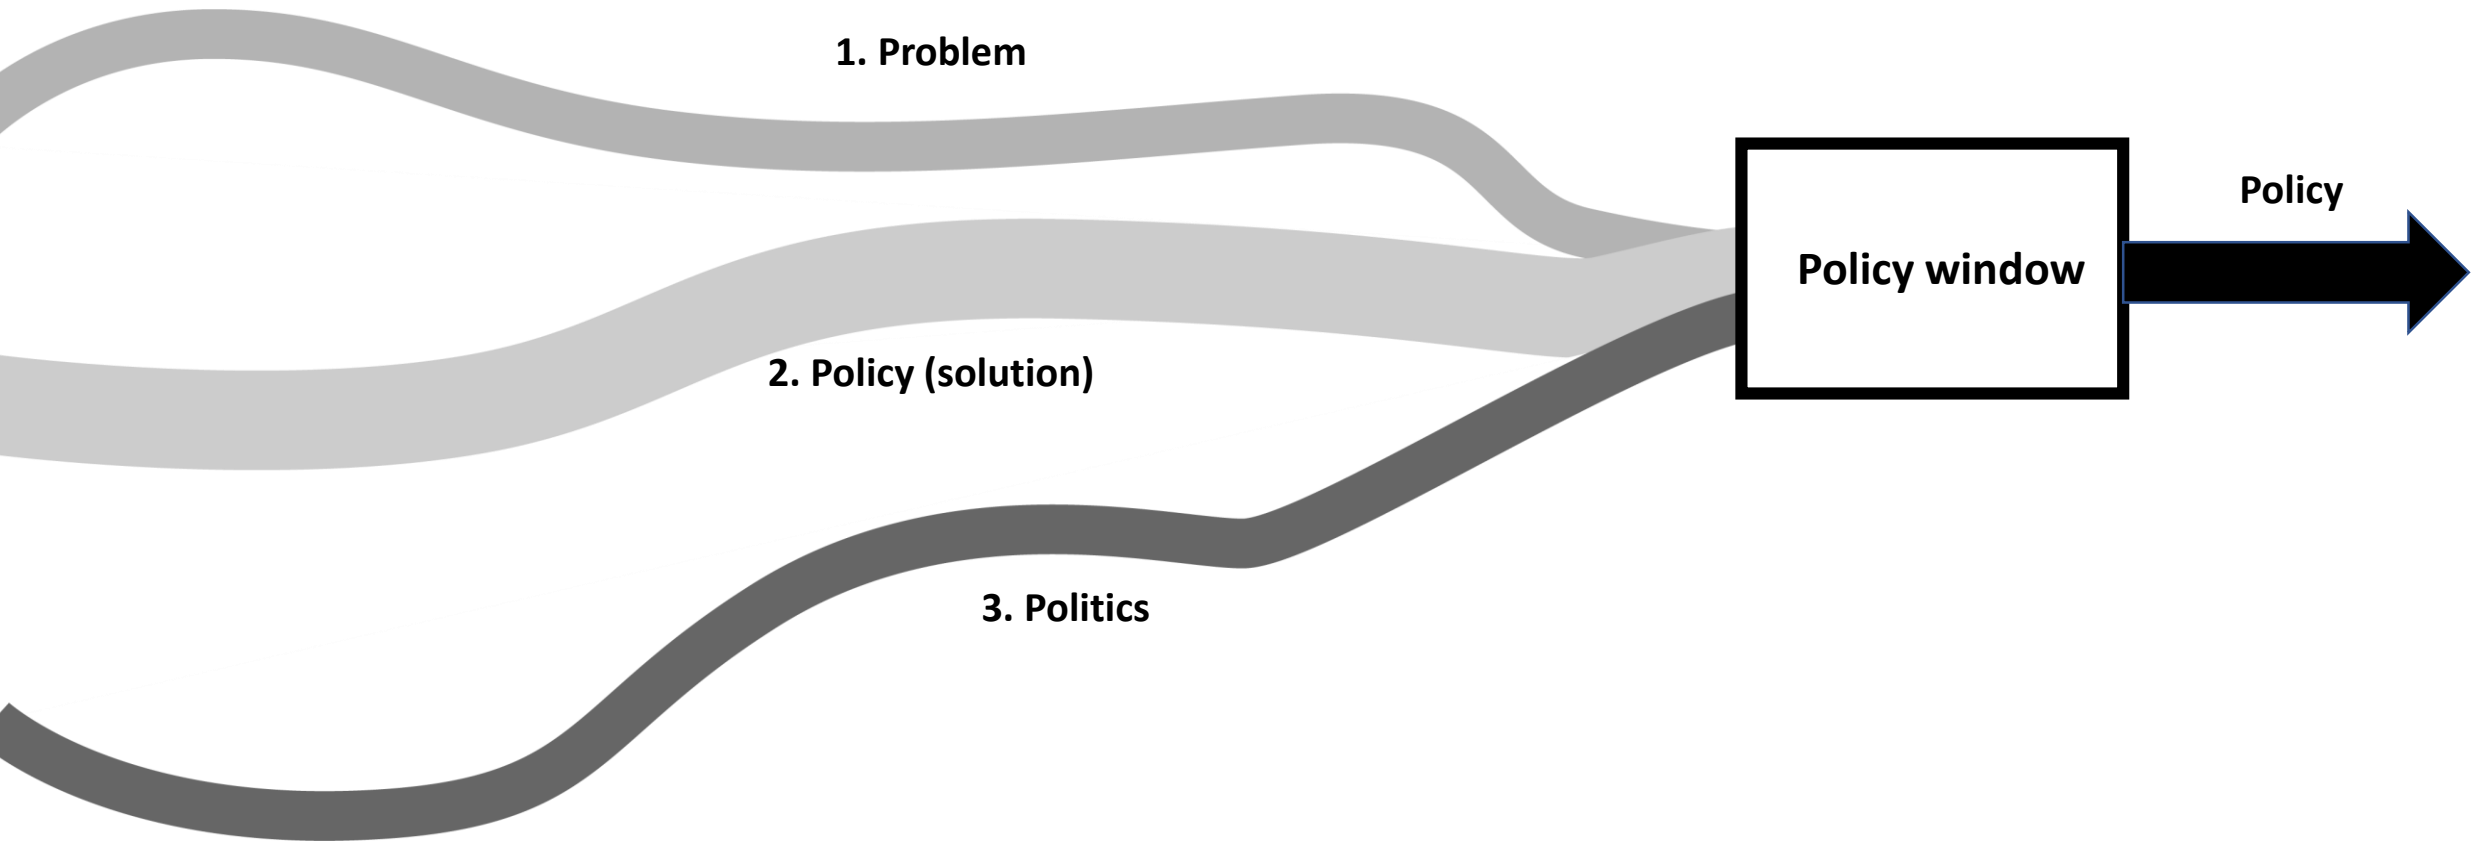 1. Problem
Policy
Policy window
2. Policy (solution)
3. Politics